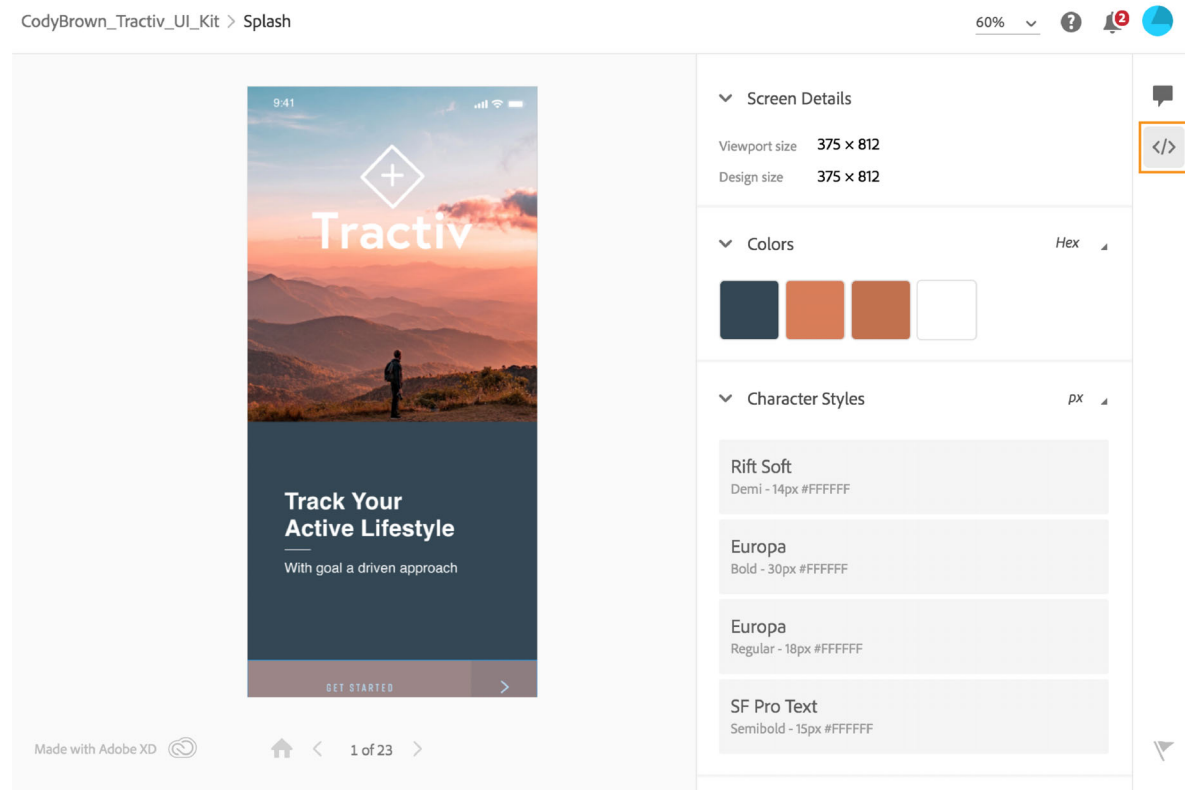 CodyBrown_Tractiv_UI_Kit > Splash
60%
2
9:41
Tractiv
Track Your
Active Lifestyle
With goal a driven approach
GET STARTED
Made with Adobe XD
1 of 23
Screen Details
Viewport size 375 × 812
Design size 375 × 812
Colors Hex
Character Styles px
Rift Soft
Demi - 14px #FFFFFF
Europa
Bold - 30px #FFFFFF
Europa
Regular - 18px #FFFFFF
SF Pro Text
Semibold - 15px #FFFFFF